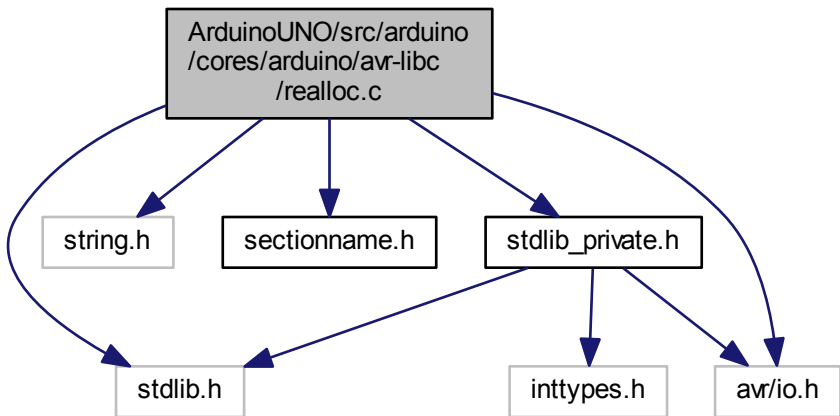 ArduinoUNO/src/arduino
/cores/arduino/avr-libc
/realloc.c
string.h
sectionname.h
stdlib_private.h
stdlib.h
inttypes.h
avr/io.h